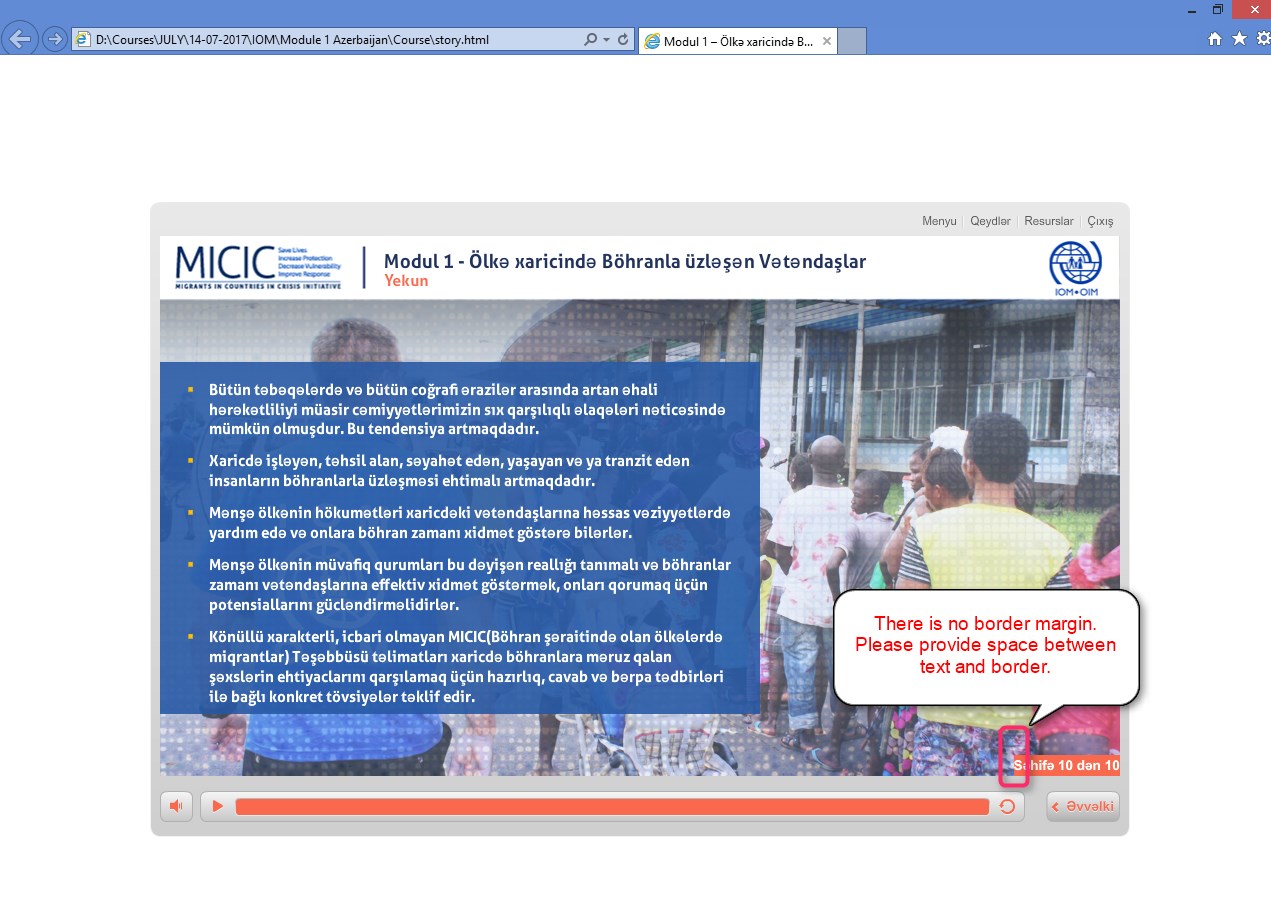 D:\Courses\JULY\14-07-2017\IOM\Module 1 Azerbaijan\Course\story.html
Modul 1 – Ölkə xaricində B...
Menyu
Qeydlər
Resurslar
Çıxış
MICIC
Save Lives
Increase Protection
Decrease Vulnerability
Improve Response
MIGRANTS IN COUNTRIES IN CRISIS INITIATIVE
Modul 1 - Ölkə xaricində Böhranla üzləşən Vətəndaşlar
Yekun
IOM•OIM
Bütün təbəqələrdə və bütün coğrafi ərazilər arasında artan əhali
hərəkətliliyi müasir cəmiyyətlərimizin sıx qarşılıqlı əlaqələri nəticəsində
mümkün olmuşdur. Bu tendensiya artmaqdadır.
Xaricdə işləyən, təhsil alan, səyahət edən, yaşayan və ya tranzit edən
insanların böhranlarla üzləşməsi ehtimalı artmaqdadır.
Mənşə ölkənin hökumətləri xaricdəki vətəndaşlarına həssas vəziyyətlərdə
yardım edə və onlara böhran zamanı xidmət göstərə bilərlər.
Mənşə ölkənin müvafiq qurumları bu dəyişən reallığı tanımalı və böhranlar
zamanı vətəndaşlarına effektiv xidmət göstərmək, onları qorumaq üçün
potensiallarını gücləndirməlidirlər.
Könüllü xarakterli, icbari olmayan MICIC(Böhran şəraitində olan ölkələrdə
miqrantlar) Təşəbbüsü təlimatları xaricdə böhranlara məruz qalan
şəxslərin ehtiyaclarını qarşılamaq üçün hazırlıq, cavab və bərpa tədbirləri
ilə bağlı konkret tövsiyələr təklif edir.
There is no border margin.
Please provide space between
text and border.
Səhifə 10 dən 10
Əvvəlki